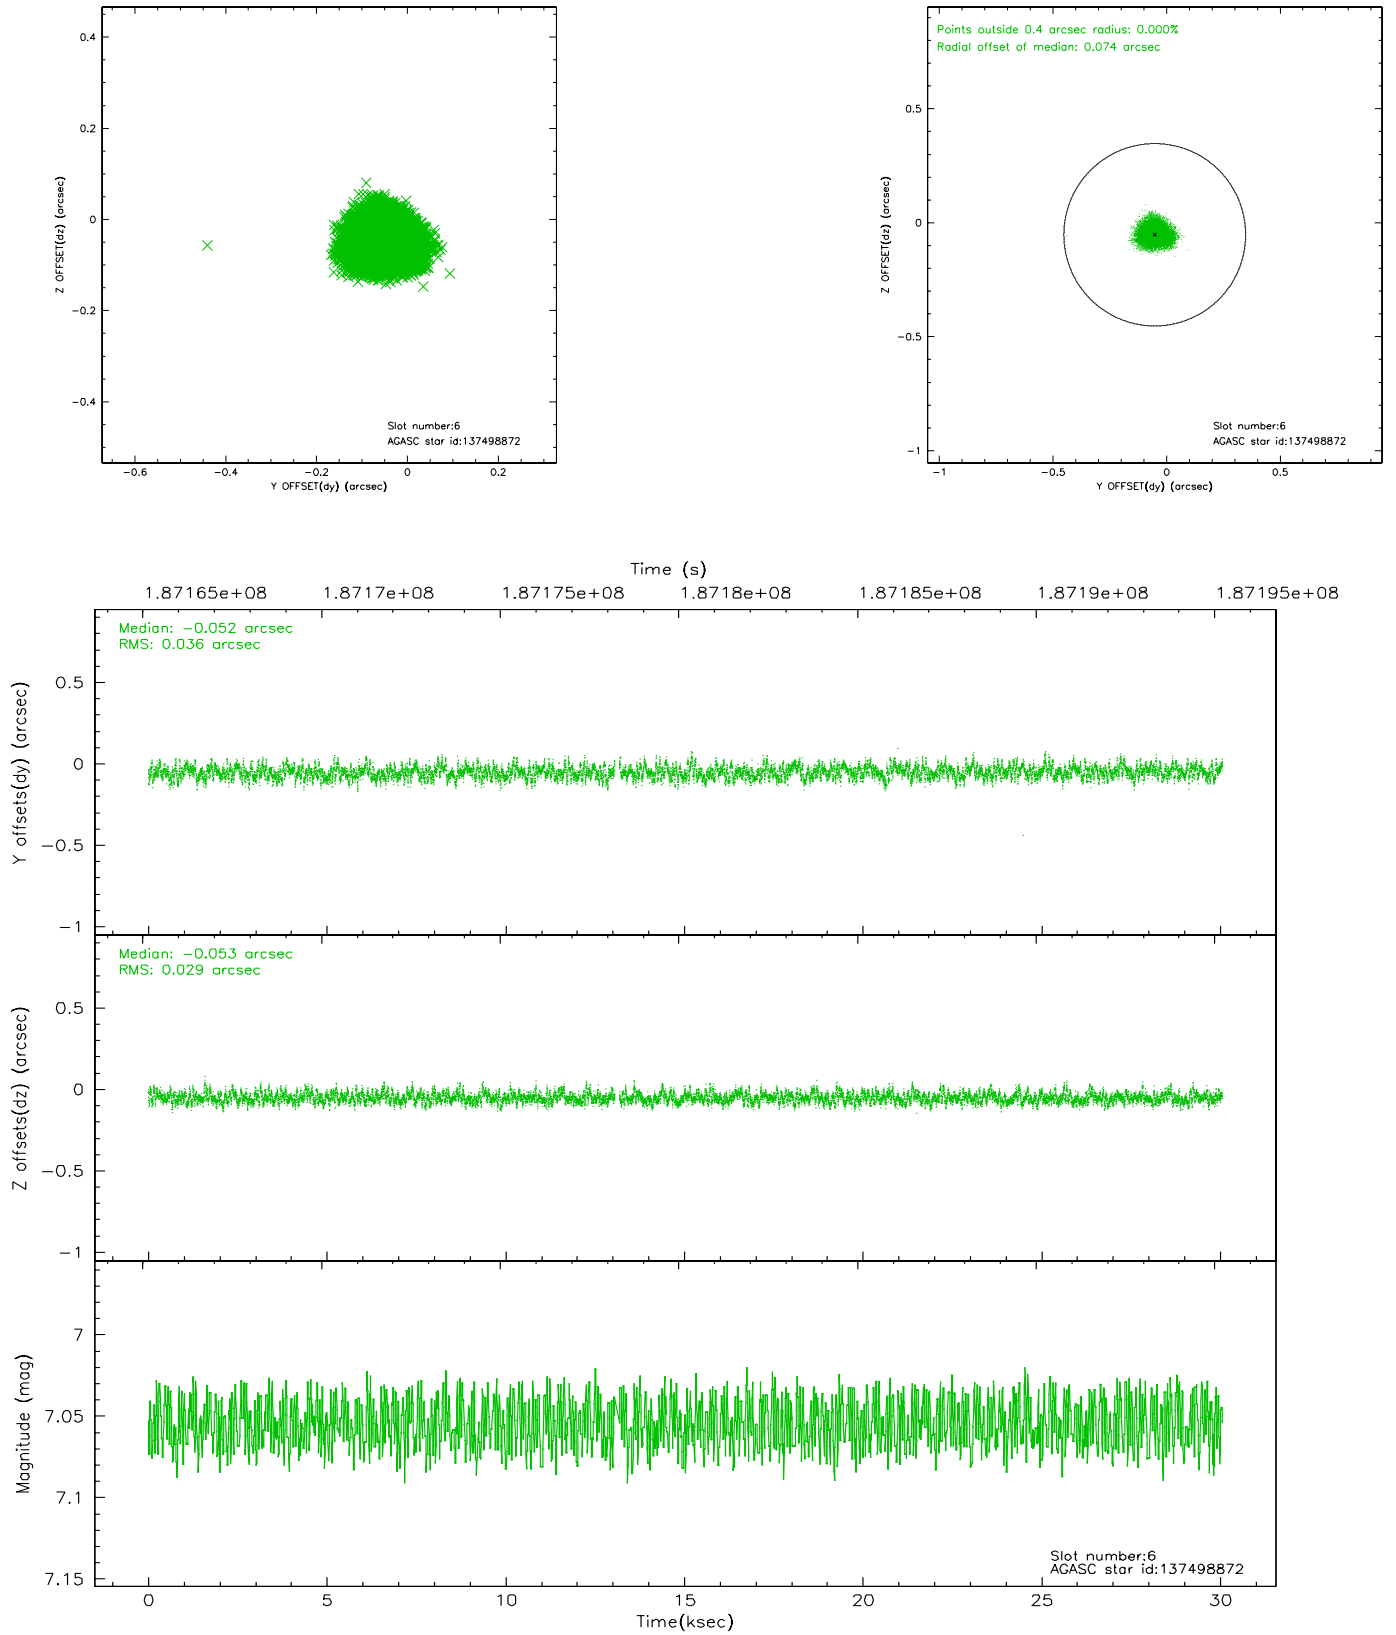 0.4
0.2
0
−0.2
−0.4
Z OFFSET(dz) (arcsec)
Slot number:6
AGASC star id:137498872
−0.6
−0.4
−0.2
0
0.2
Y OFFSET(dy) (arcsec)
Points outside 0.4 arcsec radius: 0.000%
Radial offset of median: 0.074 arcsec
0.5
0
−0.5
−1
Z OFFSET(dz) (arcsec)
Slot number:6
AGASC star id:137498872
−1
−0.5
0
0.5
Y OFFSET(dy) (arcsec)
Time (s)
1.87165e+08
1.8717e+08
1.87175e+08
1.8718e+08
1.87185e+08
1.8719e+08
1.87195e+08
Median: −0.052 arcsec
RMS: 0.036 arcsec
0.5
0
−0.5
−1
Y offsets(dy) (arcsec)
Median: −0.053 arcsec
RMS: 0.029 arcsec
0.5
0
−0.5
−1
Z offsets(dz) (arcsec)
7
7.05
7.1
7.15
Magnitude (mag)
Slot number:6
AGASC star id:137498872
0
5
10
15
20
25
30
Time(ksec)